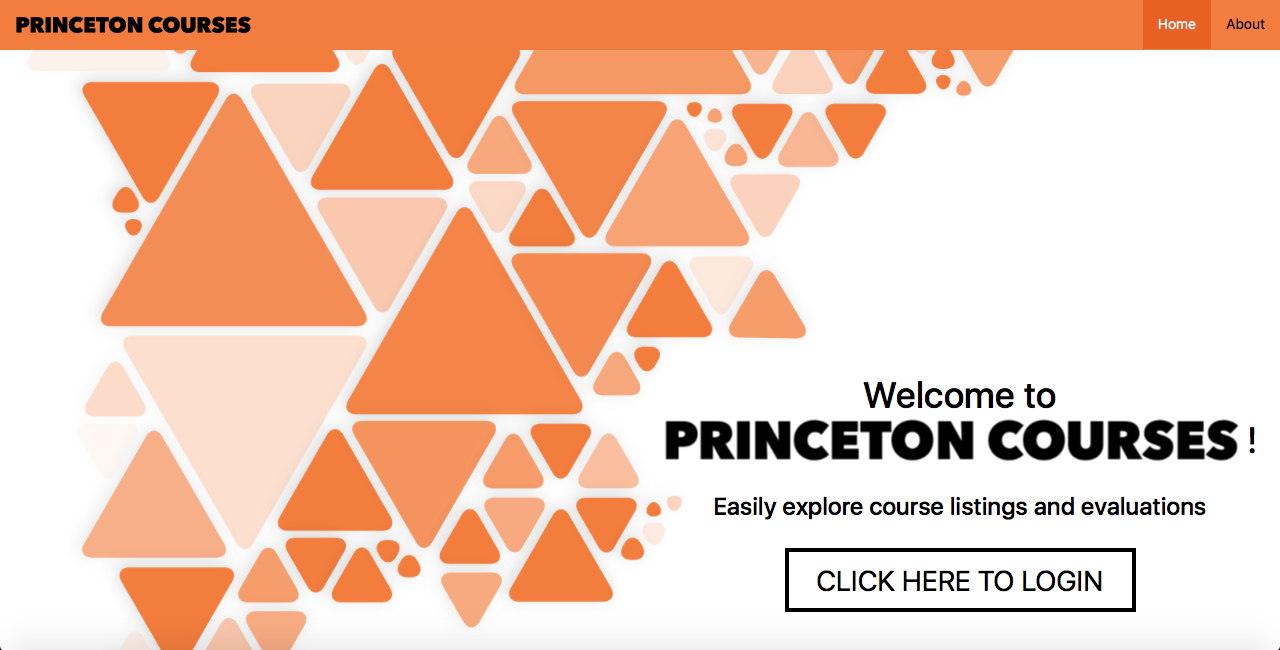 PRINCETON COURSES
Home
About
Welcome to
PRINCETON COURSES !
Easily explore course listings and evaluations
CLICK HERE TO LOGIN